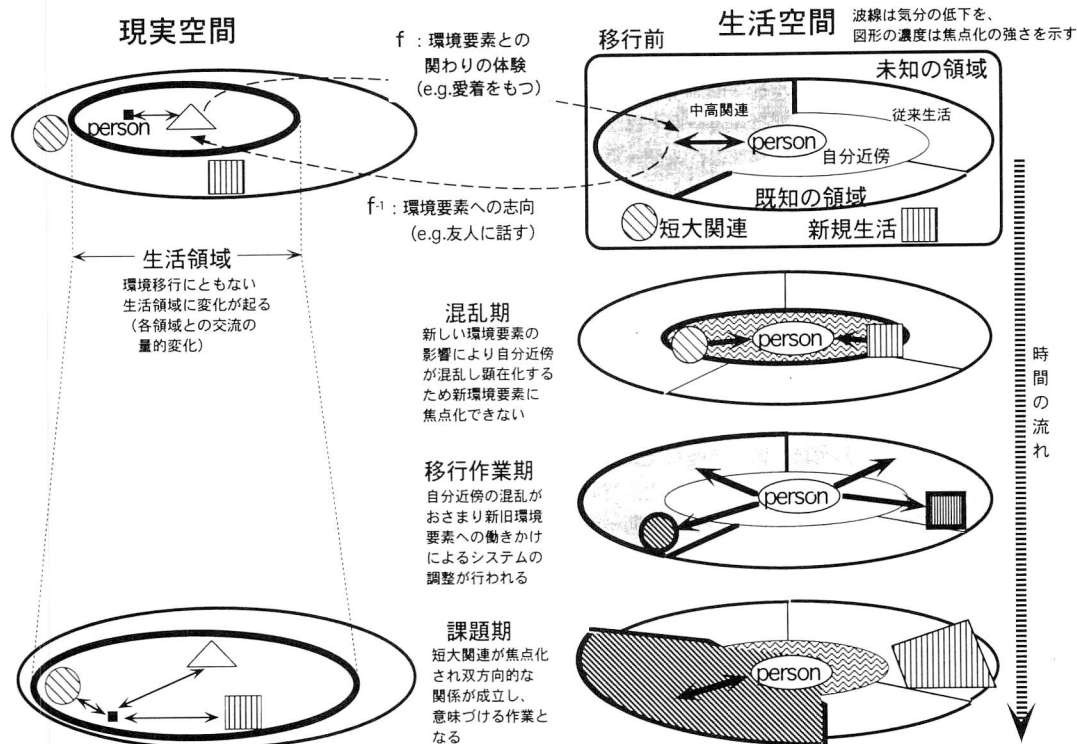 現実空間
person
f :環境要素との
関わりの体験
(e.g.愛着をもつ)
f-1:環境要素への志向
(e.g.友人に話す)
生活領域
環境移行にともない
生活領域に変化が起る
(各領域との交流の
量的変化)
生活空間
波線は気分の低下を、
図形の濃度は焦点化の強さを示す
移行前
未知の領域
中高関連
従来生活
person
自分近傍
既知の領域
短大関連
新規生活
混乱期
新しい環境要素の
影響により自分近傍
が混乱し顕在化する
ため新環境要素に
焦点化できない
person
移行作業期
自分近傍の混乱が
おさまり新旧環境
要素への働きかけ
によるシステムの
調整が行われる
person
課題期
短大関連が焦点化
され双方向的な
関係が成立し、
意味づける作業と
なる
person
時間の流れ